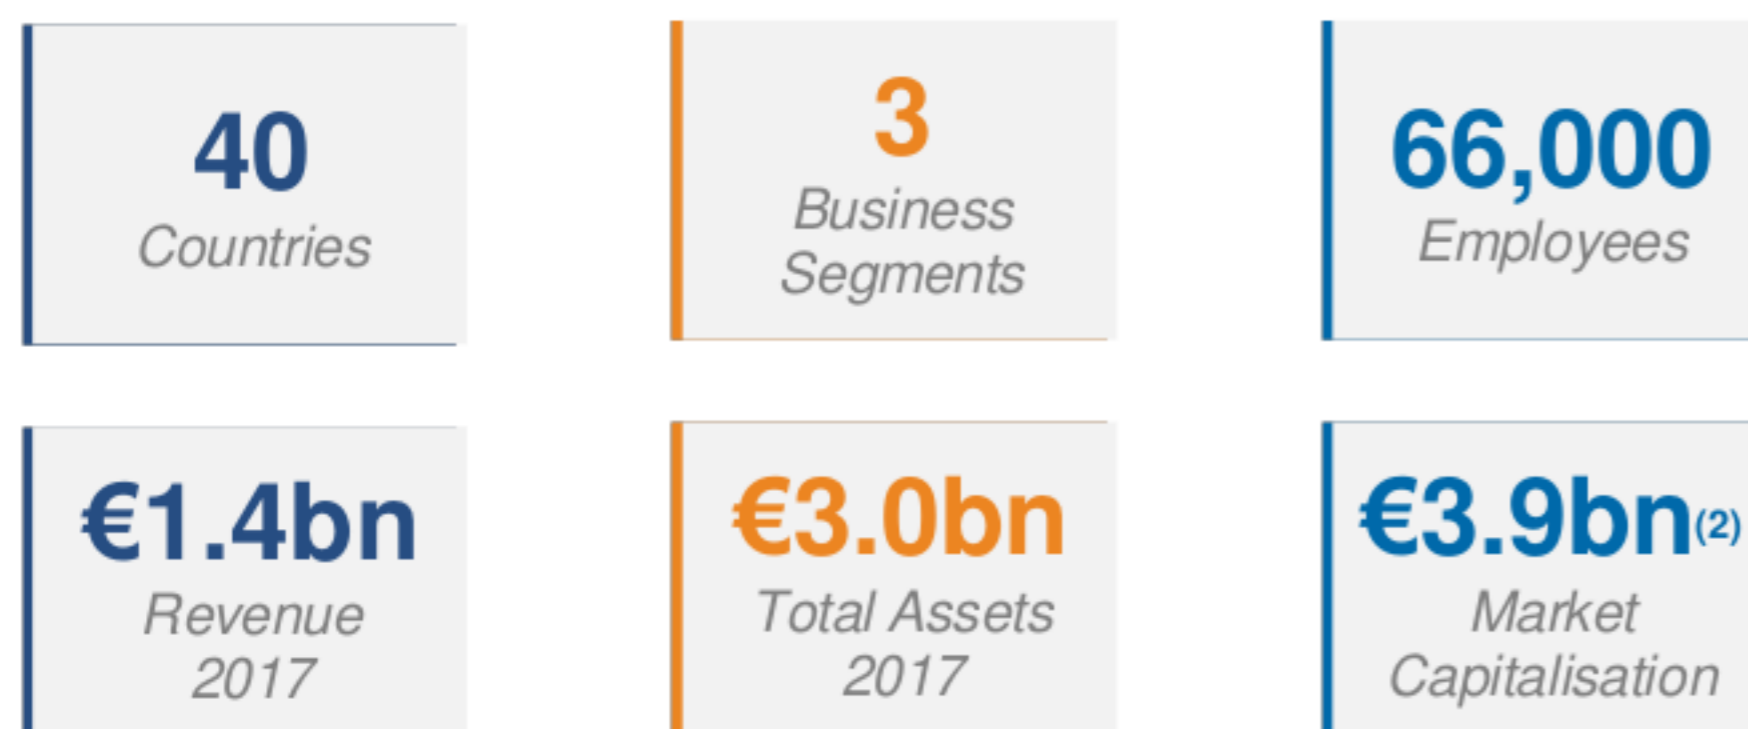 40
Countries
3
Business
Segments
66,000
Employees
€1.4bn
Revenue
2017
€3.0bn
Total Assets
2017
€3.9bn(2)
Market
Capitalisation